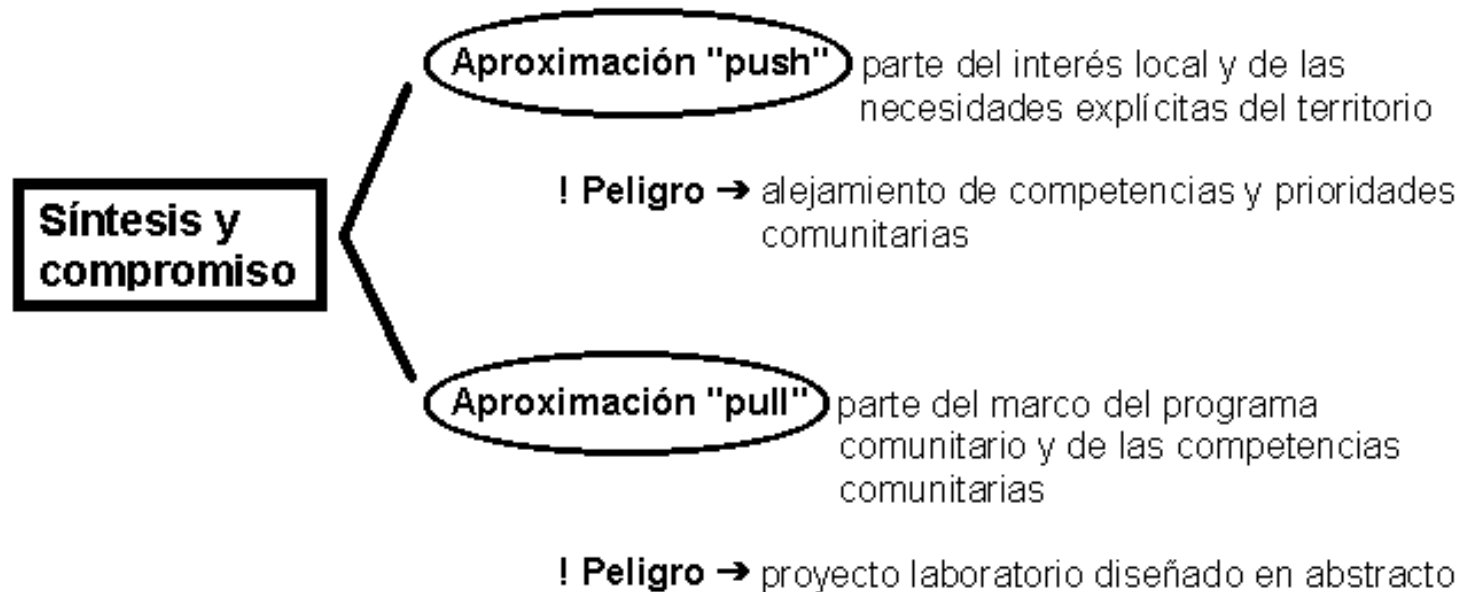 Aproximación "push" parte del interés local y de las
necesidades explícitas del territorio
! Peligro ➔ alejamiento de competencias y prioridades
comunitarias
Síntesis y
compromiso
Aproximación "pull" parte del marco del programa
comunitario y de las competencias
comunitarias
! Peligro ➔ proyecto laboratorio diseñado en abstracto